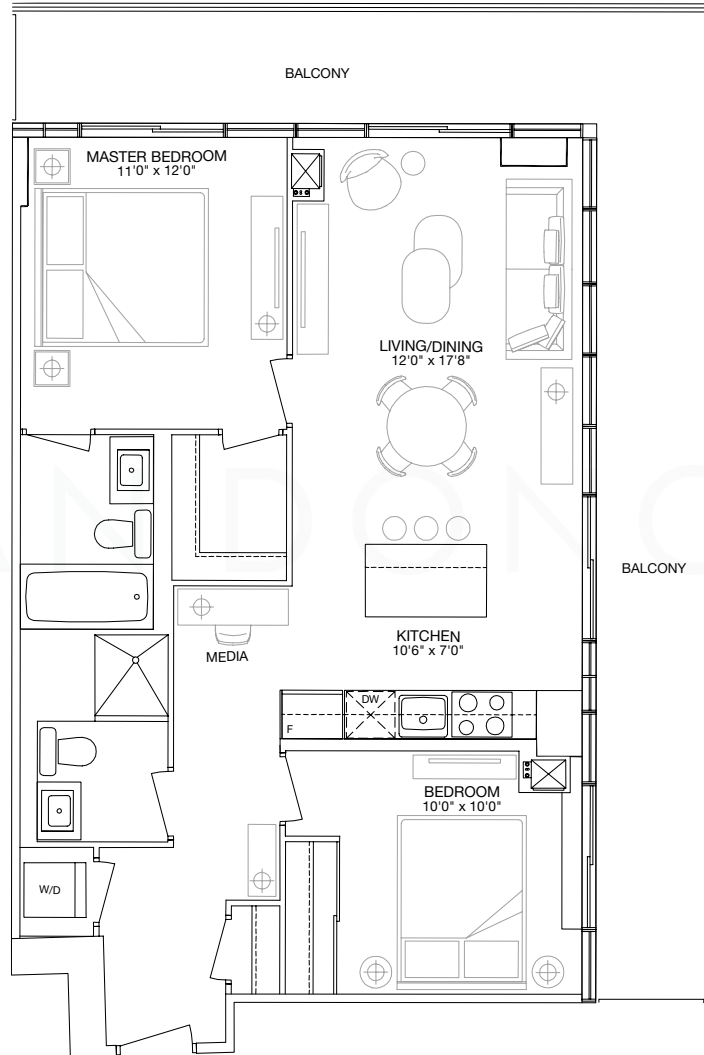 BALCONY
MASTER BEDROOM
11'0" x 12'0"
LIVING/DINING
12'0" x 17'8"
BALCONY
KITCHEN
10'6" x 7'0"
MEDIA
DW
F
BEDROOM
10'0" x 10'0"
W/D